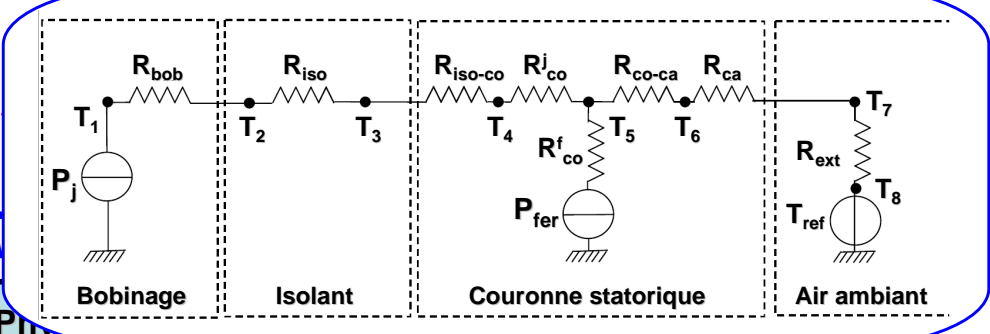 R_bob R_iso R_iso-co R^j_co R_co-ca R_ca
T_1 T_2 T_3 T_4 T_5 T_6 T_7
R^f_co R_ext
P_j P_fer T_ref T_8
Bobinage Isolant Couronne statorique Air ambiant